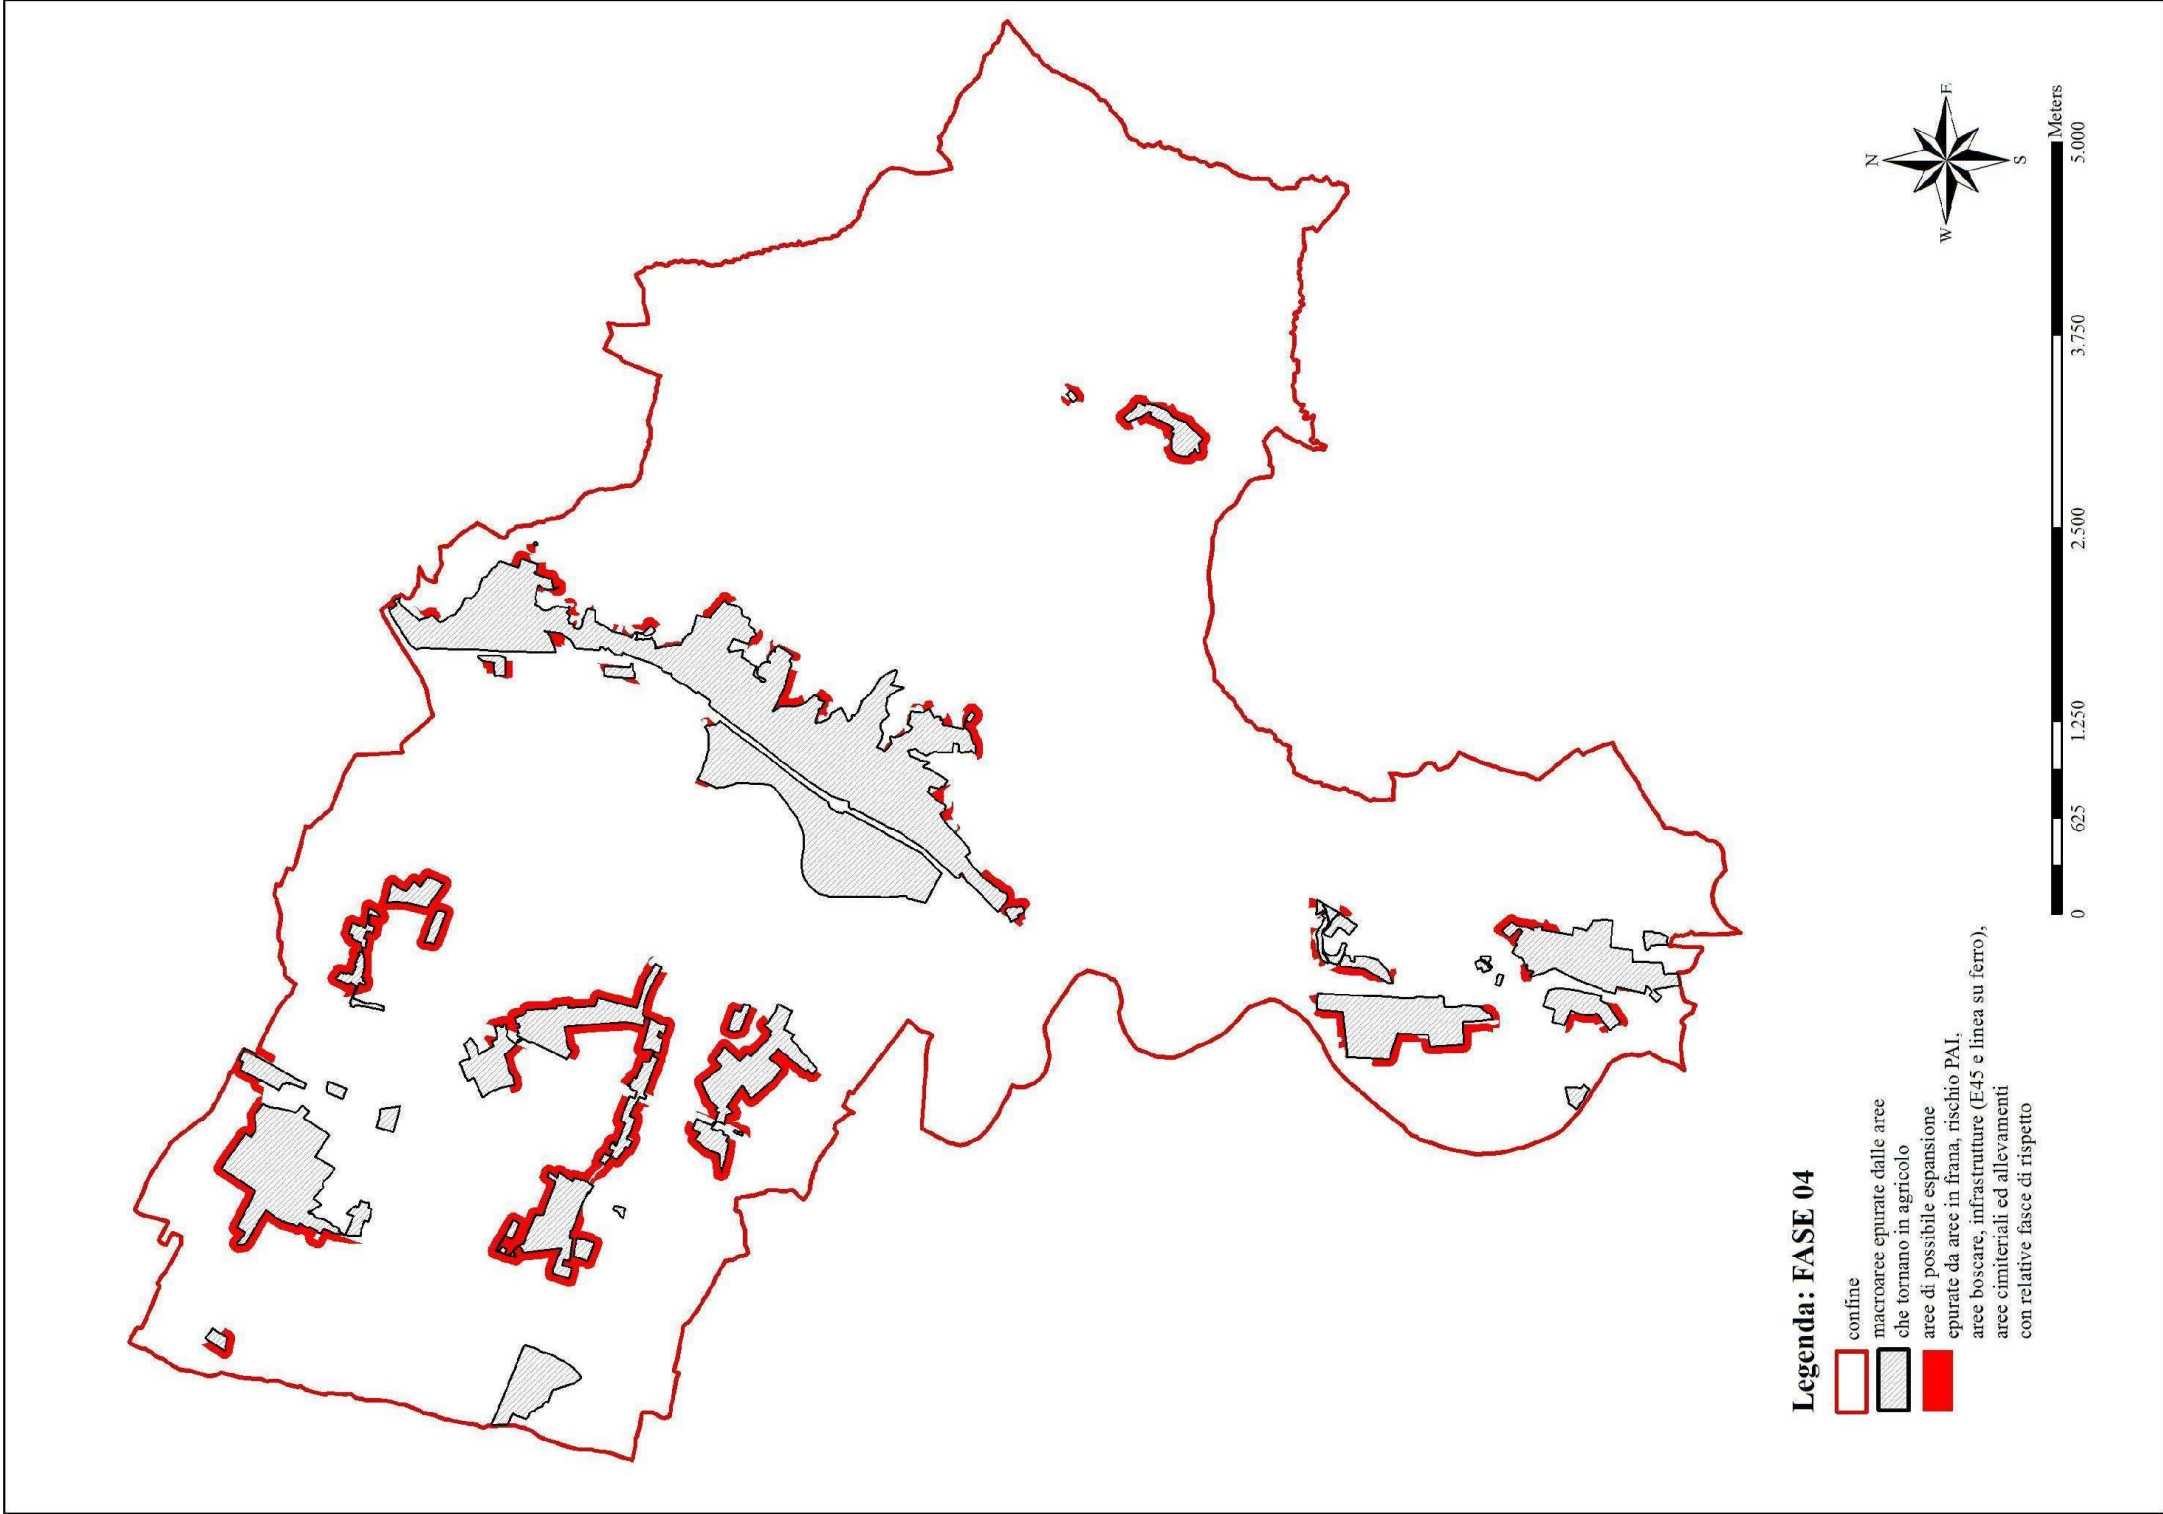 N
W
E
S
Meters
0 625 1.250 2.500 3.750 5.000
Legenda: FASE 04
confine
macroaree epurate dalle aree
che tornano in agricolo
aree di possibile espansione
epurate da aree in frana, rischio PAI,
aree boscare, infrastrutture (E45 e linea su ferro),
aree cimiteriali ed allevamenti
con relative fasce di rispetto